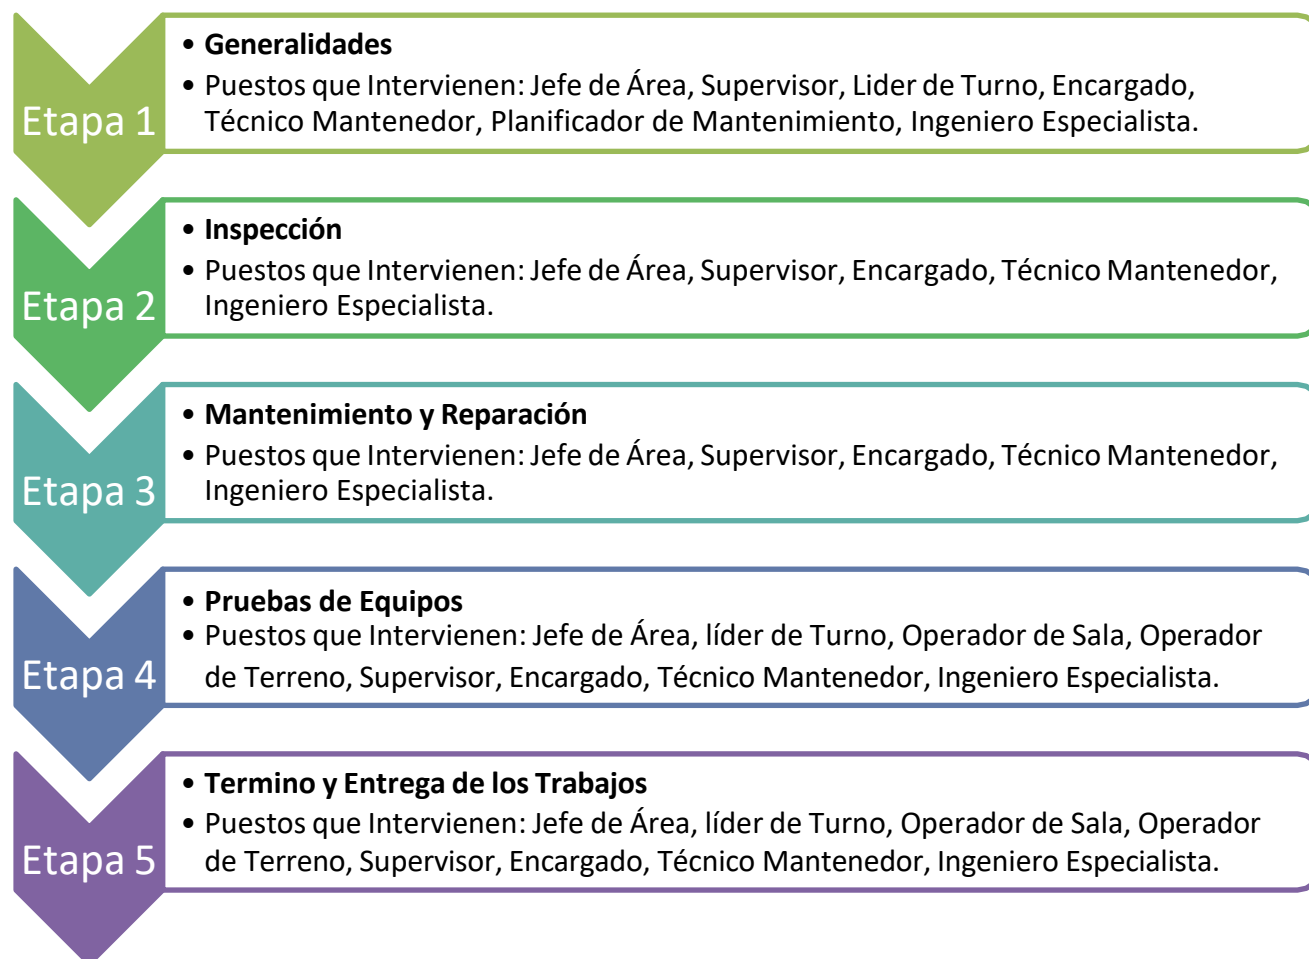 Etapa 1
• Generalidades
• Puestos que Intervienen: Jefe de Área, Supervisor, Lider de Turno, Encargado,
Técnico Mantenedor, Planificador de Mantenimiento, Ingeniero Especialista.
Etapa 2
• Inspección
• Puestos que Intervienen: Jefe de Área, Supervisor, Encargado, Técnico Mantenedor,
Ingeniero Especialista.
Etapa 3
• Mantenimiento y Reparación
• Puestos que Intervienen: Jefe de Área, Supervisor, Encargado, Técnico Mantenedor,
Ingeniero Especialista.
Etapa 4
• Pruebas de Equipos
• Puestos que Intervienen: Jefe de Área, líder de Turno, Operador de Sala, Operador
de Terreno, Supervisor, Encargado, Técnico Mantenedor, Ingeniero Especialista.
Etapa 5
• Termino y Entrega de los Trabajos
• Puestos que Intervienen: Jefe de Área, líder de Turno, Operador de Sala, Operador
de Terreno, Supervisor, Encargado, Técnico Mantenedor, Ingeniero Especialista.